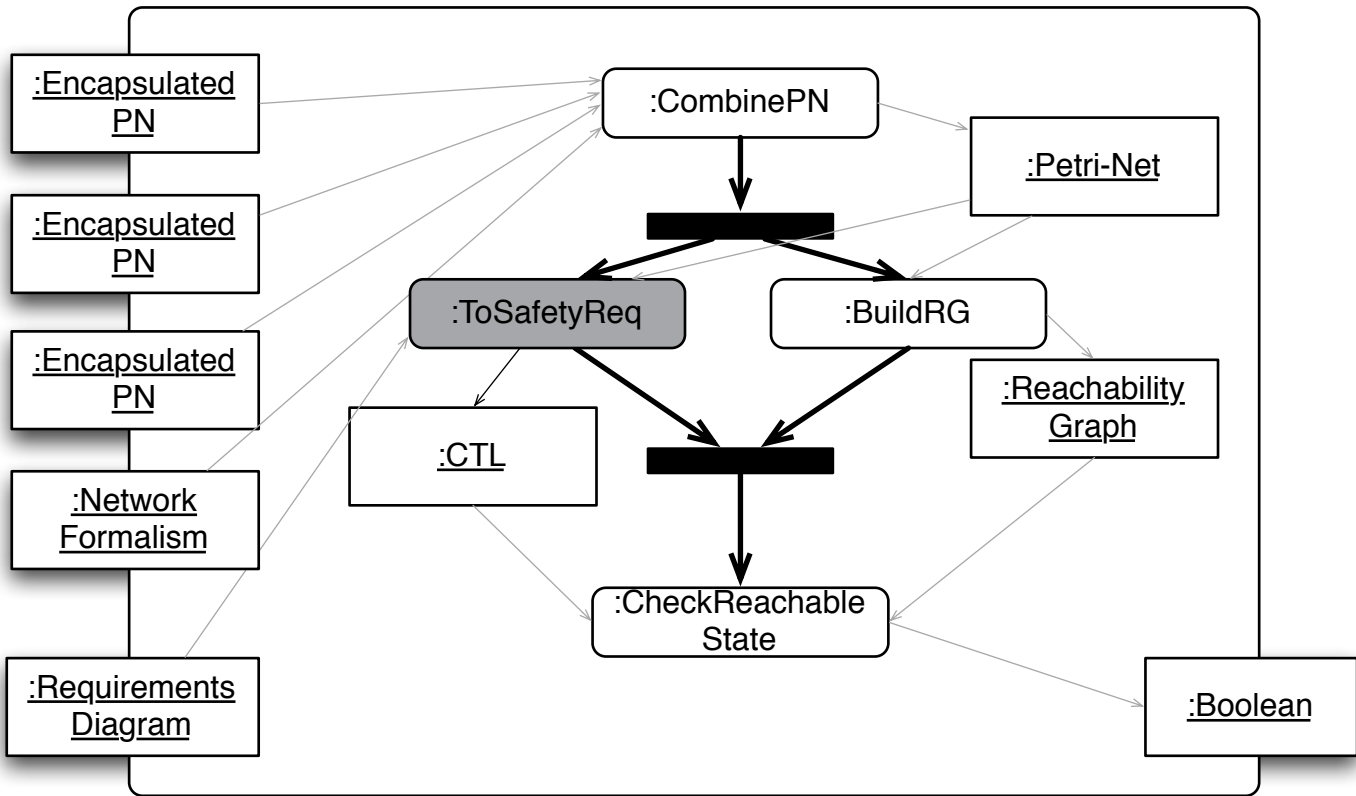 :Encapsulated
PN
:CombinePN
:Petri-Net
:Encapsulated
PN
:ToSafetyReq
:BuildRG
:Encapsulated
PN
:Reachability
Graph
:CTL
:Network
Formalism
:CheckReachable
State
:Requirements
Diagram
:Boolean